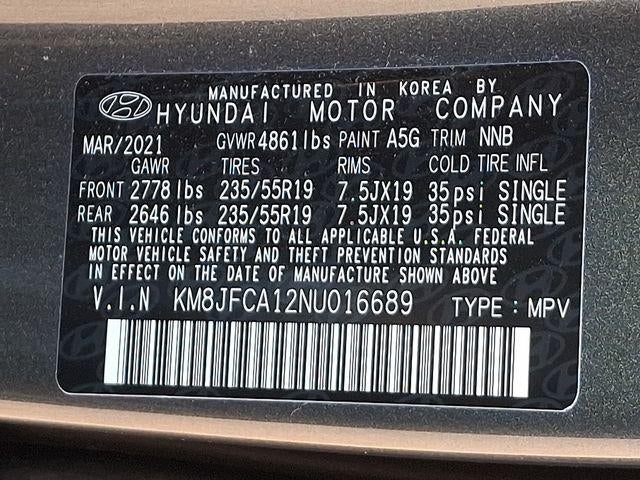 MANUFACTURED IN KOREA BY
HYUNDAI MOTOR COMPANY
MAR/2021 GVWR 4861lbs PAINT A5G TRIM NNB
GAWR TIRES RIMS COLD TIRE INFL
FRONT 2778 lbs 235/55R19 7.5JX19 35psi SINGLE
REAR 2646 lbs 235/55R19 7.5JX19 35psi SINGLE
THIS VEHICLE CONFORMS TO ALL APPLICABLE U.S.A. FEDERAL
MOTOR VEHICLE SAFETY AND THEFT PREVENTION STANDARDS
IN EFFECT ON THE DATE OF MANUFACTURE SHOWN ABOVE
V.I.N KM8JFCA12NU016689 TYPE : MPV